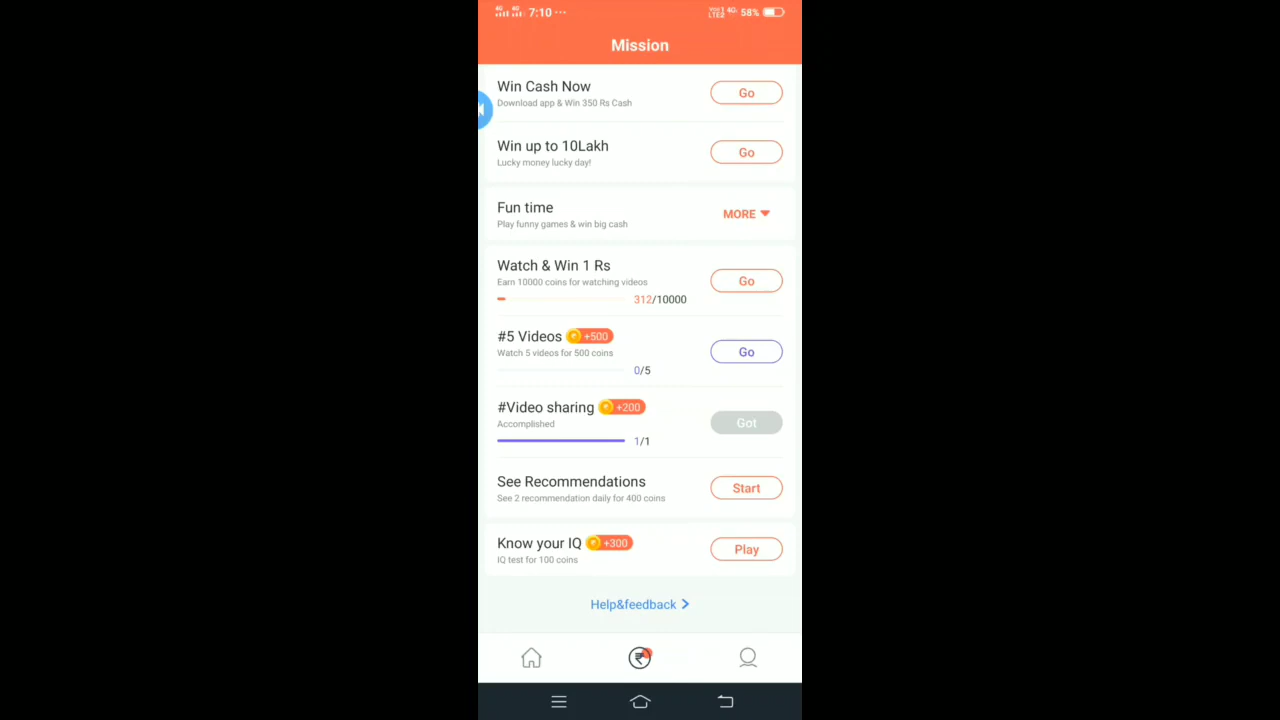 7:10 ... 58%
Mission
Win Cash Now
Download app & Win 350 Rs Cash
Go
Win up to 10Lakh
Lucky money lucky day!
Go
Fun time
Play funny games & win big cash
MORE
Watch & Win 1 Rs
Earn 10000 coins for watching videos
312/10000
Go
#5 Videos +500
Watch 5 videos for 500 coins
0/5
Go
#Video sharing +200
Accomplished
1/1
Got
See Recommendations
See 2 recommendation daily for 400 coins
Start
Know your IQ +300
IQ test for 100 coins
Play
Help&feedback